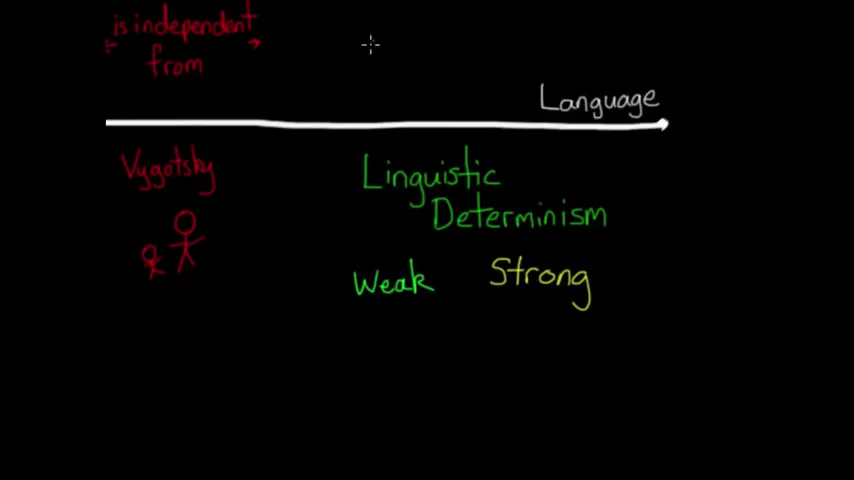 is independent
from
Language
Vygotsky
Linguistic
Determinism
Weak
Strong